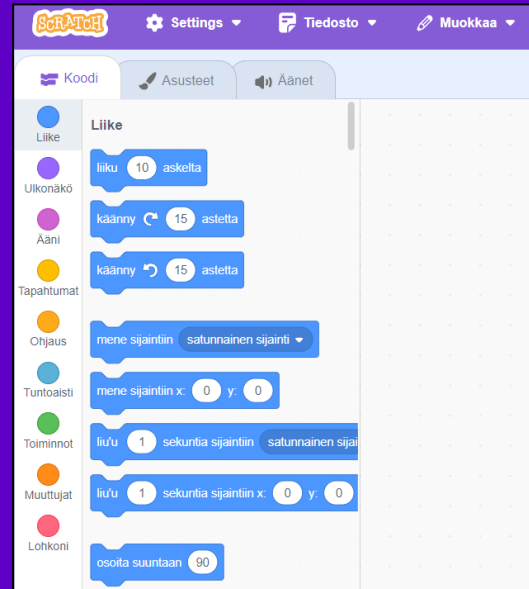 SCRATCH Settings Tiedosto Muokkaa
Koodi Asusteet Äänet
Liike
Ulkonäkö
Ääni
Tapahtumat
Ohjaus
Tuntoaisti
Toiminnot
Muuttujat
Lohkoni
Liike
liiku 10 askelta
käänny 15 astetta
käänny 15 astetta
mene sijaintiin satunnainen sijainti
mene sijaintiin x: 0 y: 0
liu'u 1 sekuntia sijaintiin satunnainen sijai
liu'u 1 sekuntia sijaintiin x: 0 y: 0
osoita suuntaan 90